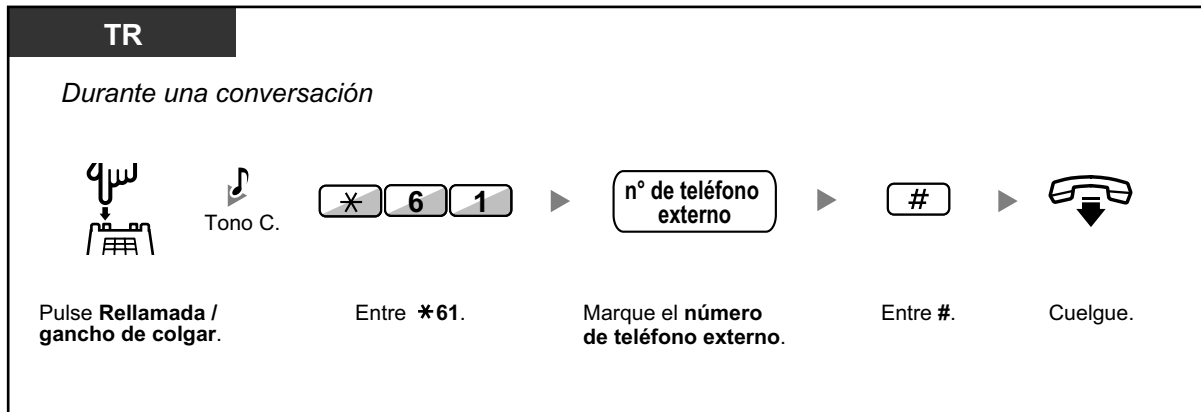 TR
Durante una conversación
Tono C.
* 6 1
n° de teléfono
externo
#
Pulse Rellamada /
gancho de colgar.
Entre *61.
Marque el número
de teléfono externo.
Entre #.
Cuelgue.